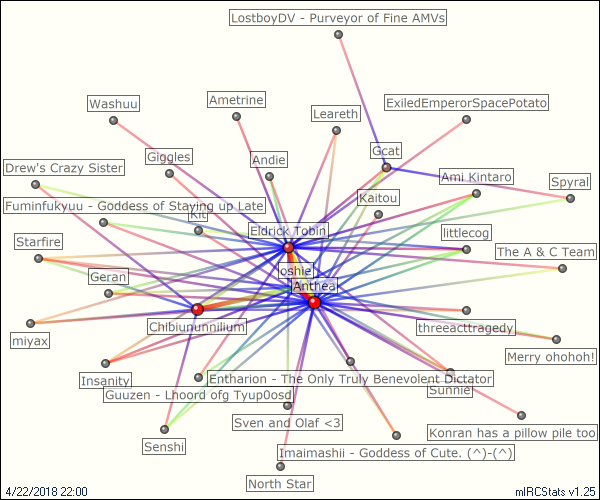 LostboyDV - Purveyor of Fine AMVs
Washuu
Ametrine
ExiledEmperorSpacePotato
Leareth
Giggles
Andie
Gcat
Drew's Crazy Sister
Ami Kintaro
Spyral
Kaitou
Fuminfukyuu - Goddess of Staying up Late
Kit
Eldrick Tobin
littlecog
Starfire
The A & C Team
oshie
Geran
Anthea
Chibiununnilium
threeacttragedy
miyax
Merry ohohoh!
Insanity
Entharion - The Only Truly Benevolent Dictator
Sunnie
Guuzen - Lhoord ofg Tyup0osd
Sven and Olaf <3
Konran has a pillow pile too
Senshi
Imaimashii - Goddess of Cute. (^)-(^)
North Star
4/22/2018 22:00
mIRCStats v1.25